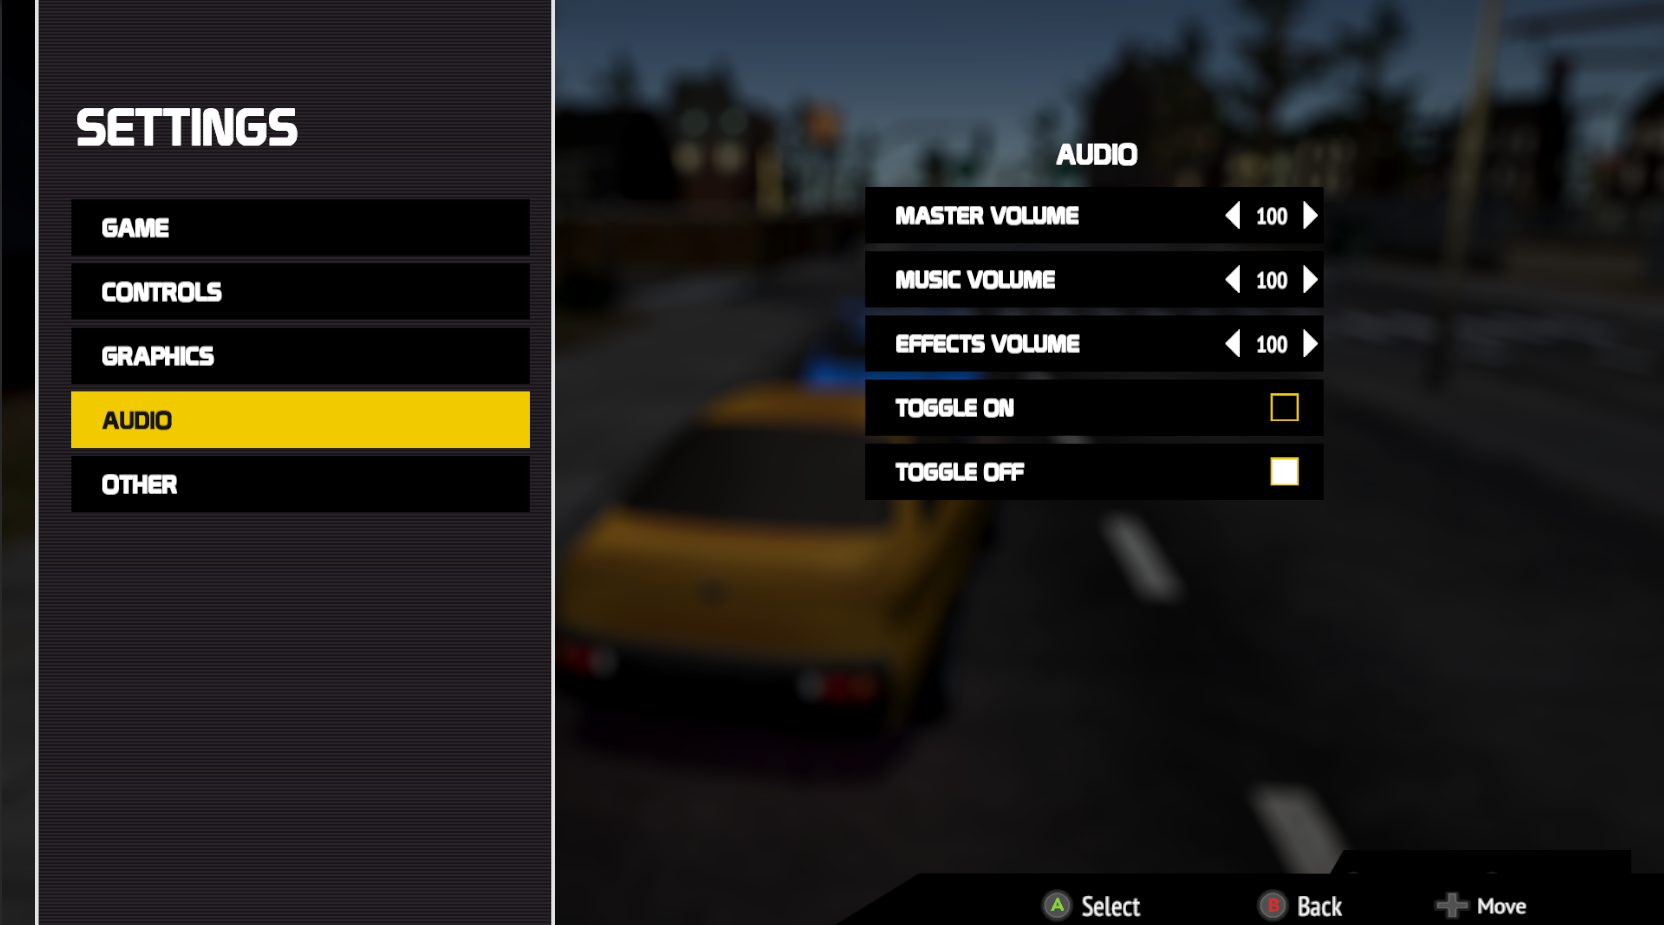 SETTINGS
GAME
CONTROLS
GRAPHICS
AUDIO
OTHER
AUDIO
MASTER VOLUME 100
MUSIC VOLUME 100
EFFECTS VOLUME 100
TOGGLE ON
TOGGLE OFF
A Select B Back Move